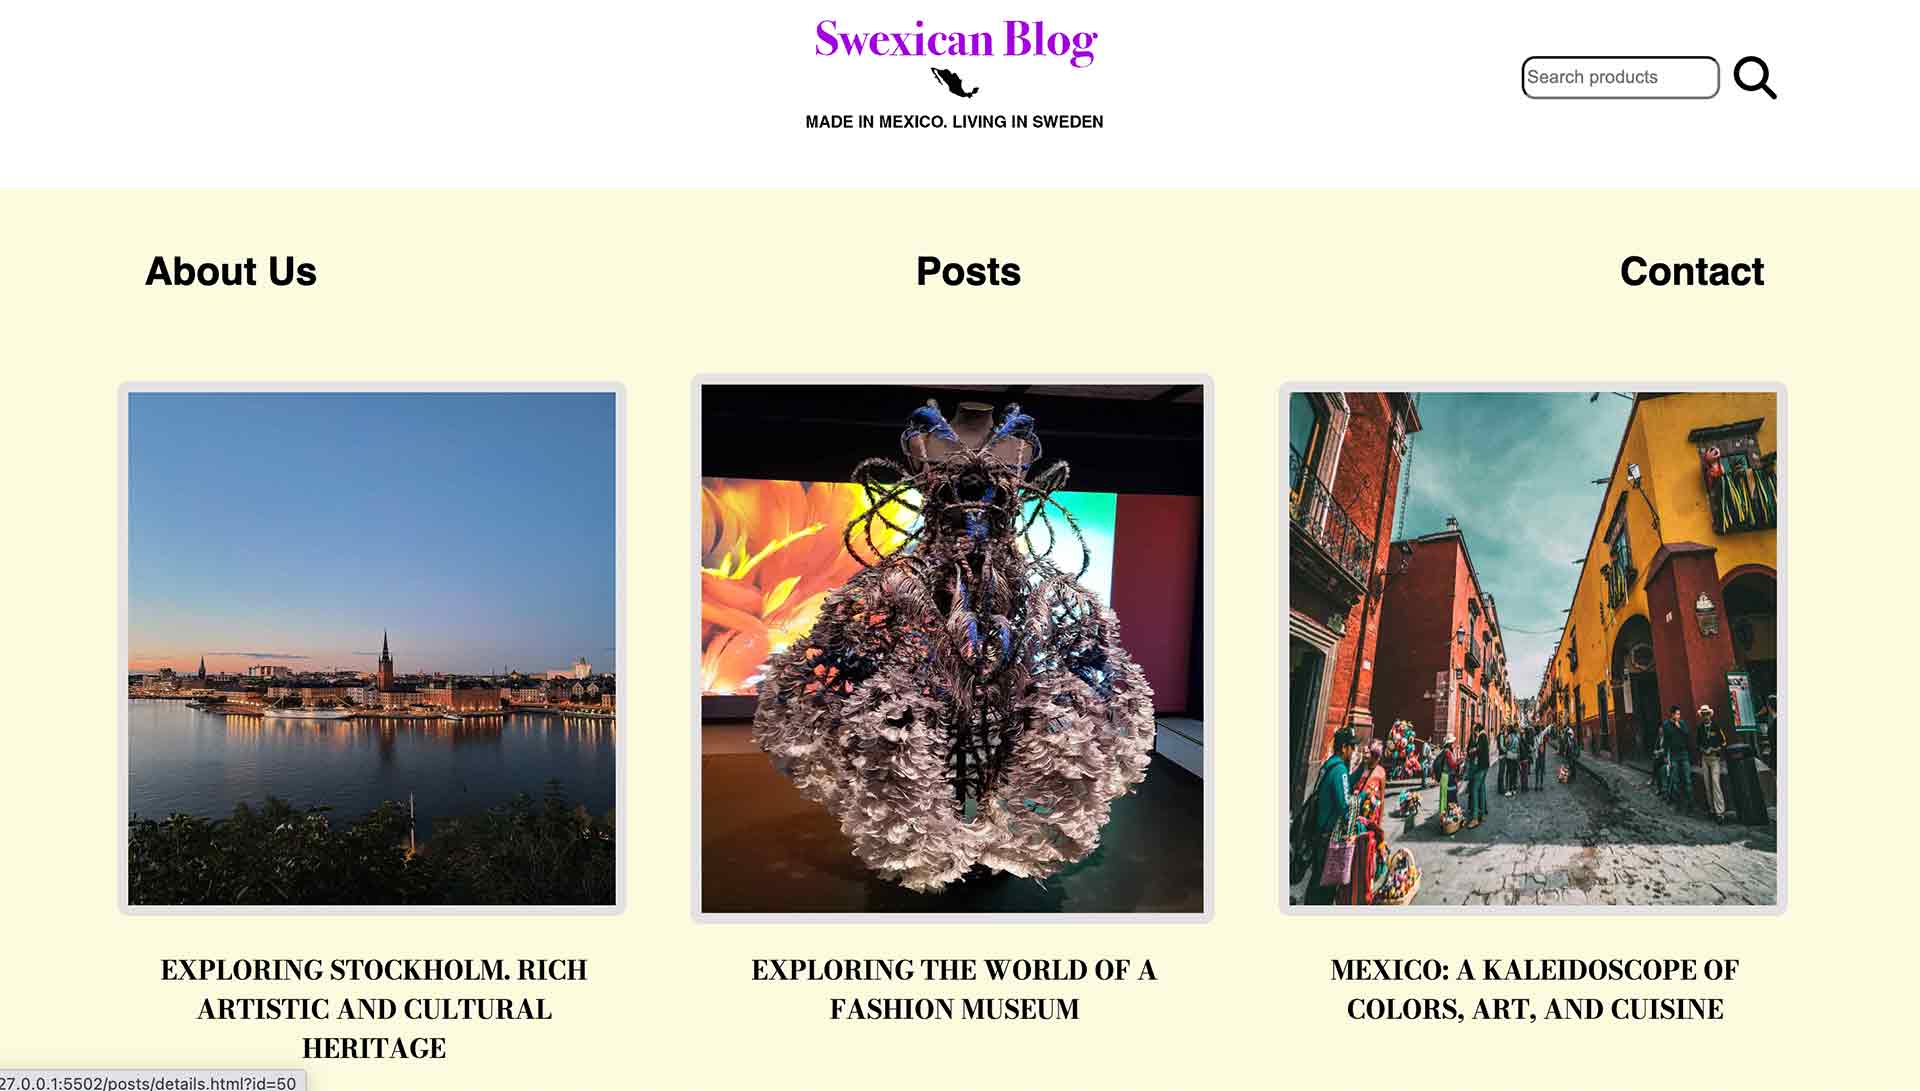 Swexican Blog
MADE IN MEXICO. LIVING IN SWEDEN
Search products
About Us
Posts
Contact
EXPLORING STOCKHOLM. RICH
ARTISTIC AND CULTURAL
HERITAGE
EXPLORING THE WORLD OF A
FASHION MUSEUM
MEXICO: A KALEIDOSCOPE OF
COLORS, ART, AND CUISINE
27.0.0.1:5502/posts/details.html?id=50